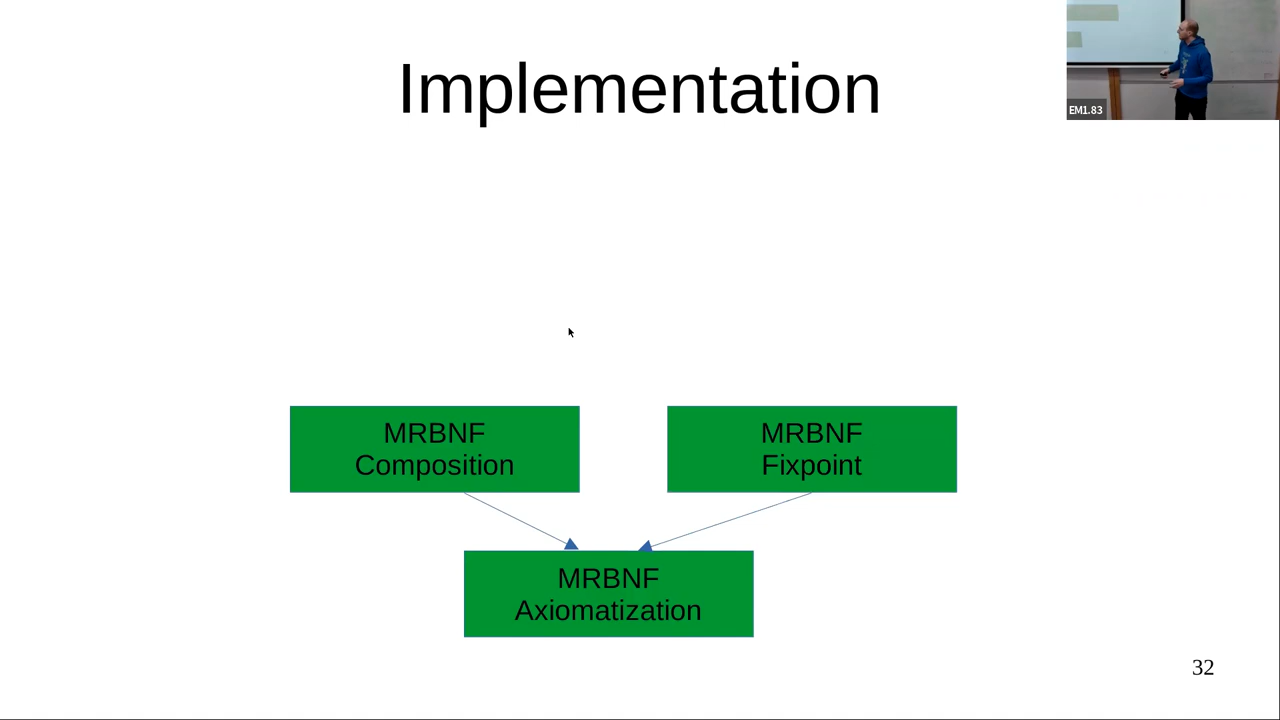 Implementation
EM1.83
MRBNF
Composition
MRBNF
Fixpoint
MRBNF
Axiomatization
32